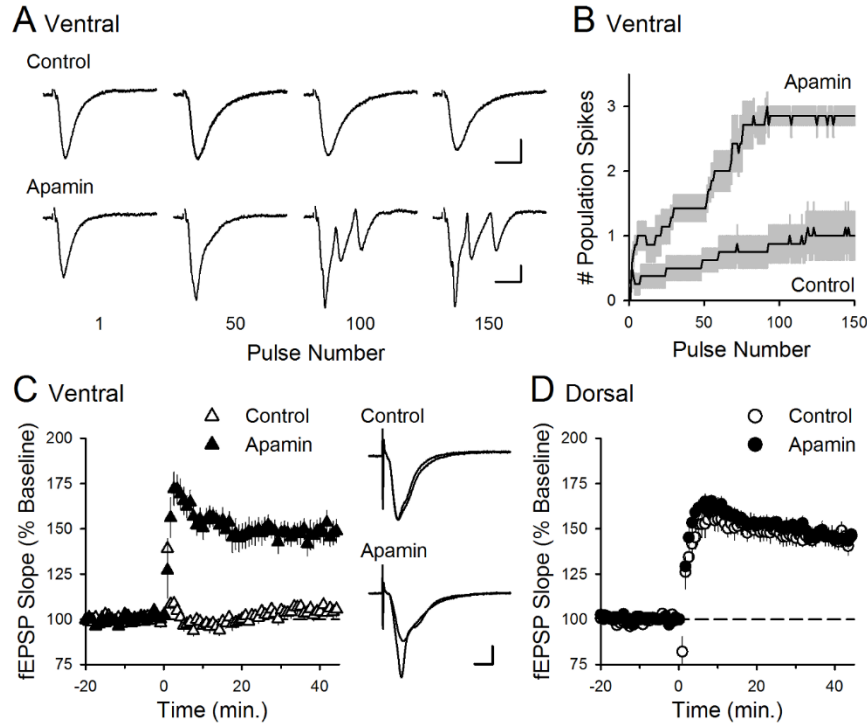 A Ventral
Control
Apamin
1 50 100 150
Pulse Number
B Ventral
# Population Spikes
3
2
1
0
Apamin
Control
0 50 100 150
Pulse Number
C Ventral
Control
Apamin
fEPSP Slope (% Baseline)
200
175
150
125
100
75
-20 0 20 40
Time (min.)
Control
Apamin
D Dorsal
Control
Apamin
fEPSP Slope (% Baseline)
200
175
150
125
100
75
-20 0 20 40
Time (min.)